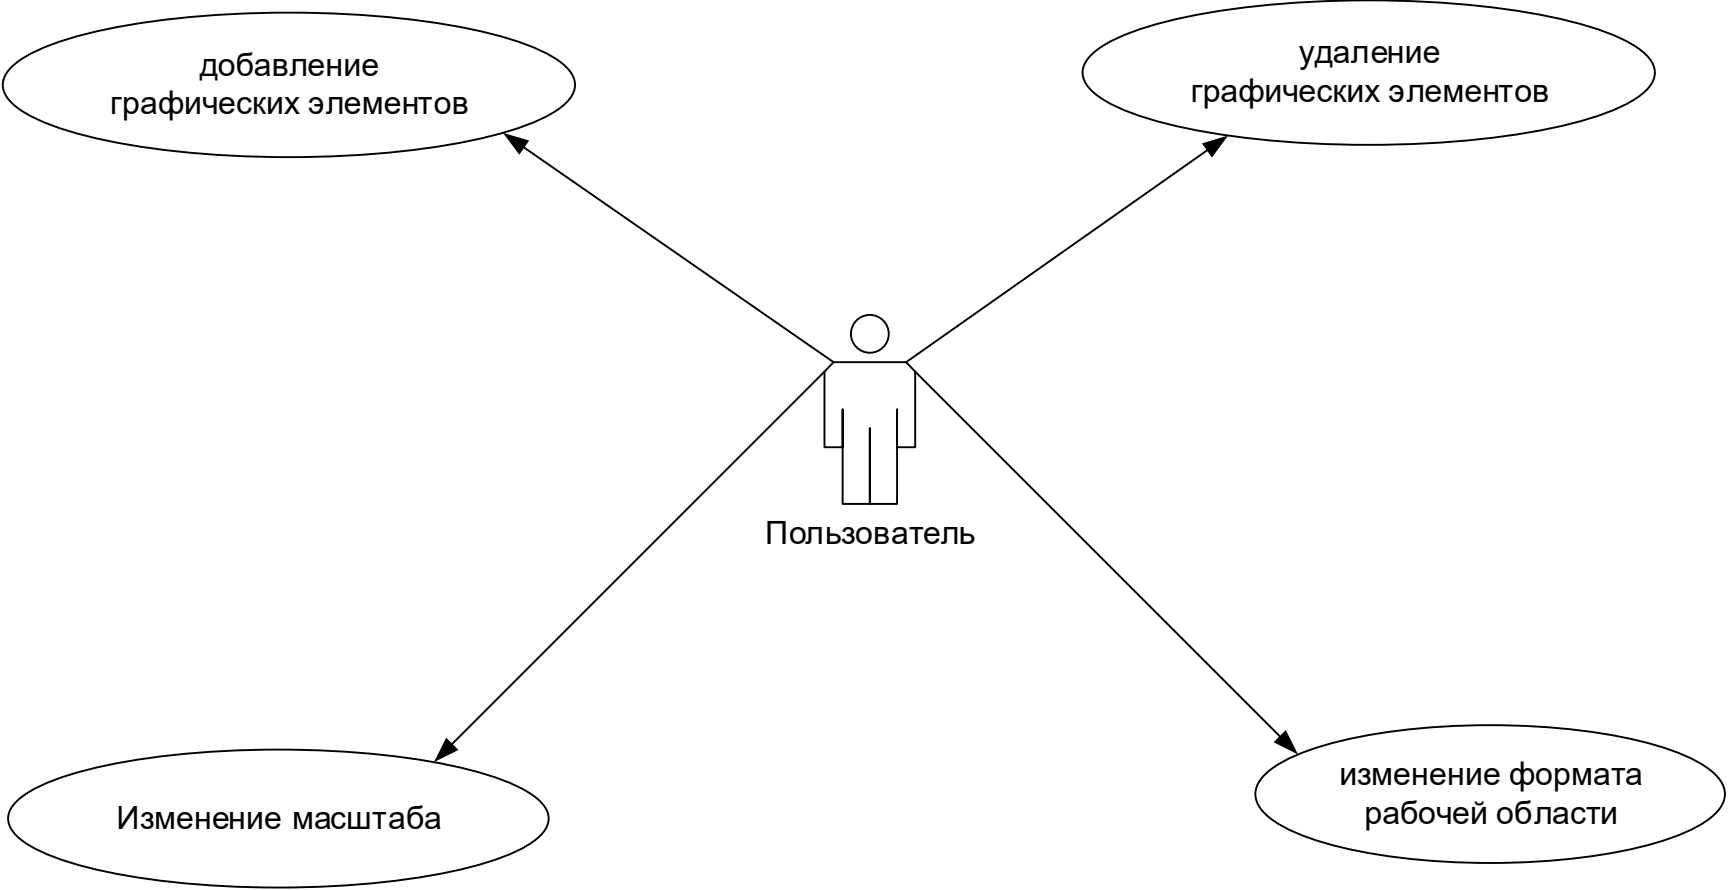 добавление
графических элементов
удаление
графических элементов
Пользователь
Изменение масштаба
изменение формата
рабочей области